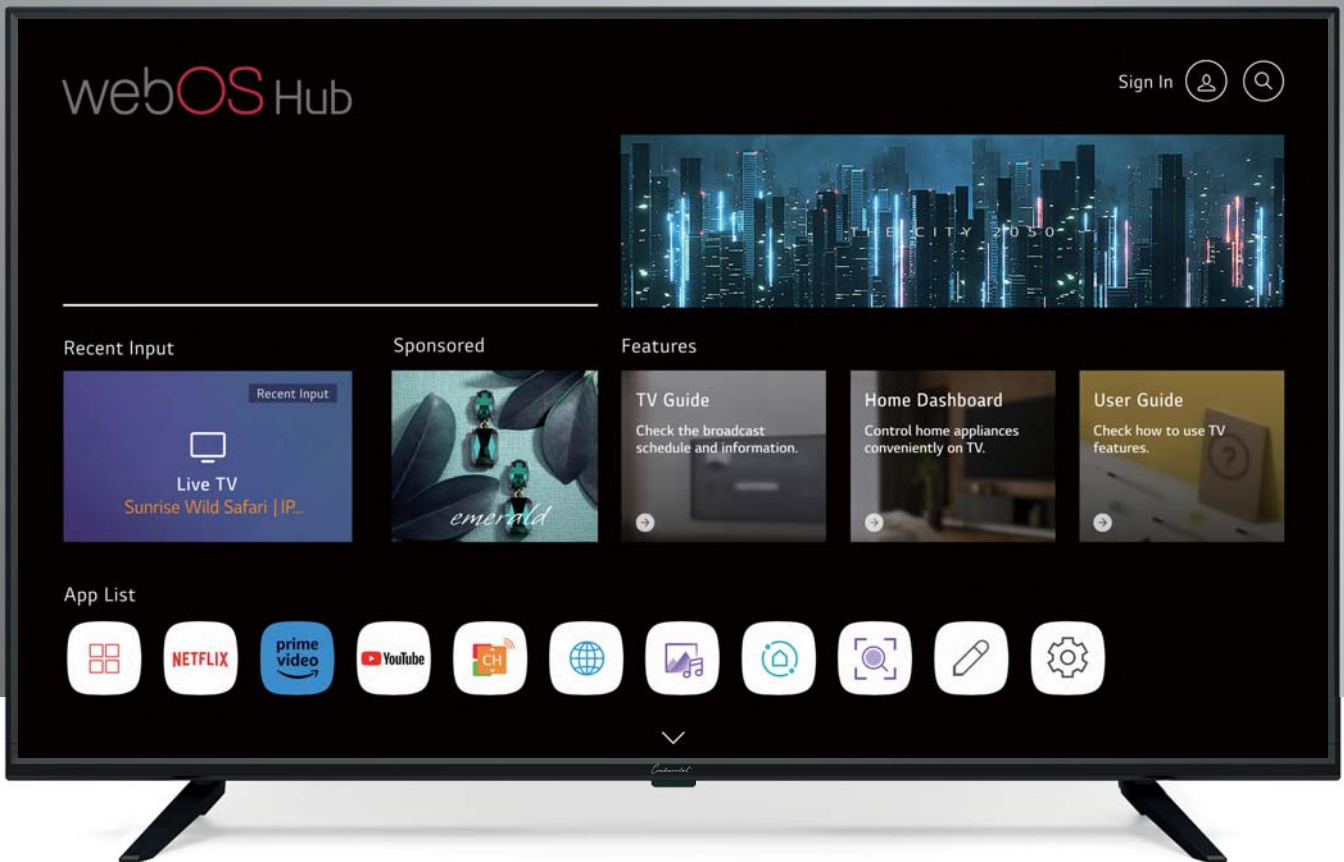 webOS Hub
Sign In
THE CITY 2050
Recent Input
Sponsored
Features
Recent Input
Live TV
Sunrise Wild Safari | IP...
emerald
TV Guide
Check the broadcast
schedule and information.
Home Dashboard
Control home appliances
conveniently on TV.
User Guide
Check how to use TV
features.
?
App List
NETFLIX
prime
video
YouTube
CH
Continental